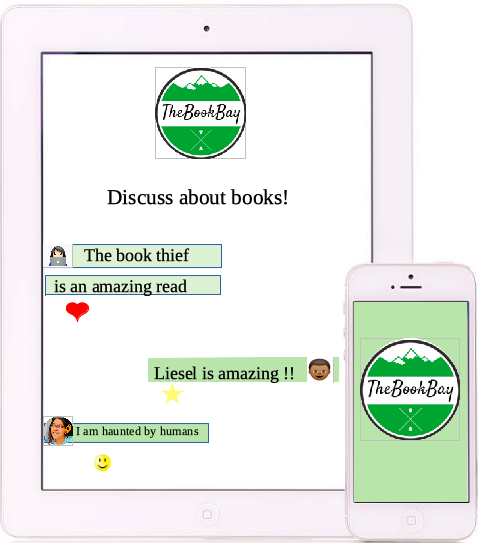 TheBookBay
Discuss about books!
The book thief
is an amazing read
Liesel is amazing !!
I am haunted by humans
TheBookBay